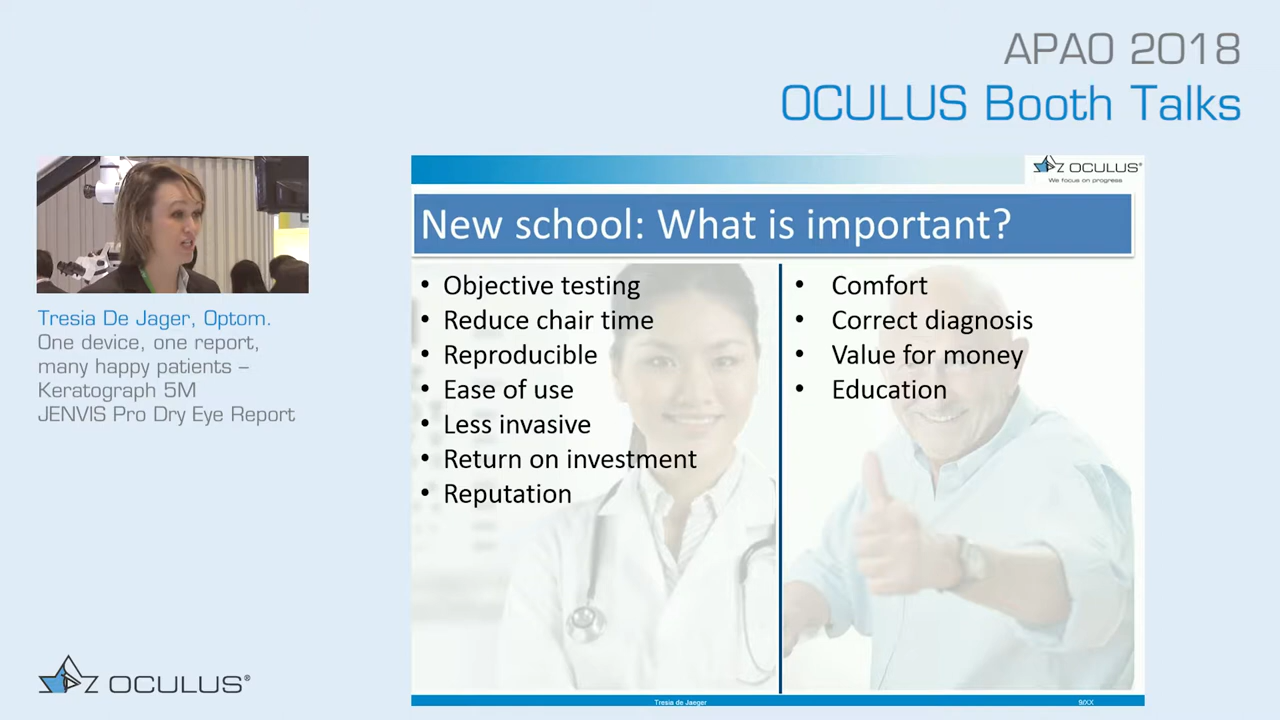 APAO 2018
OCULUS Booth Talks
OCULUS®
We focus on progress
New school: What is important?
• Objective testing
• Reduce chair time
• Reproducible
• Ease of use
• Less invasive
• Return on investment
• Reputation
• Comfort
• Correct diagnosis
• Value for money
• Education
Tresia De Jager, Optom.
One device, one report,
many happy patients –
Keratograph 5M
JENVIS Pro Dry Eye Report
OCULUS®
Tresia de Jaeger
9/XX